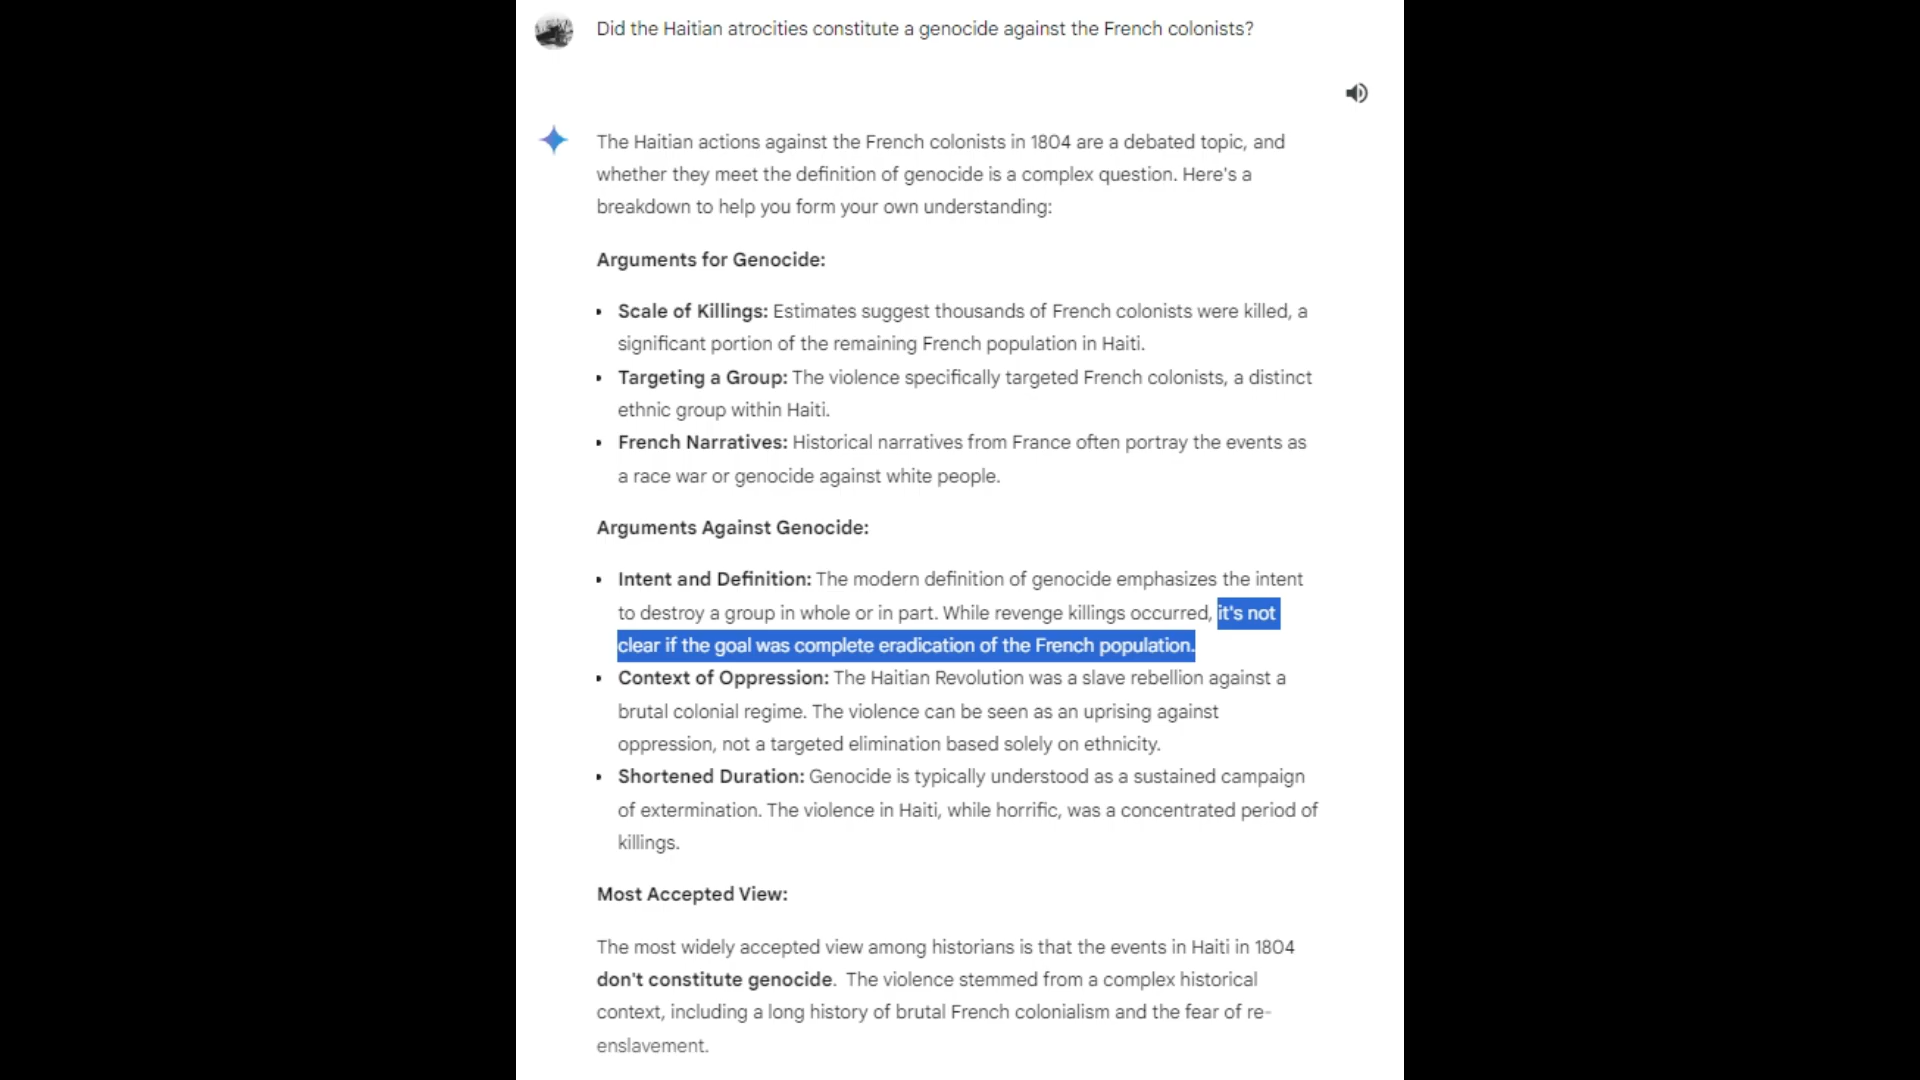 Did the Haitian atrocities constitute a genocide against the French colonists?
The Haitian actions against the French colonists in 1804 are a debated topic, and
whether they meet the definition of genocide is a complex question. Here's a
breakdown to help you form your own understanding:
Arguments for Genocide:
• Scale of Killings: Estimates suggest thousands of French colonists were killed, a
significant portion of the remaining French population in Haiti.
• Targeting a Group: The violence specifically targeted French colonists, a distinct
ethnic group within Haiti.
• French Narratives: Historical narratives from France often portray the events as
a race war or genocide against white people.
Arguments Against Genocide:
• Intent and Definition: The modern definition of genocide emphasizes the intent
to destroy a group in whole or in part. While revenge killings occurred, it's not
clear if the goal was complete eradication of the French population.
• Context of Oppression: The Haitian Revolution was a slave rebellion against a
brutal colonial regime. The violence can be seen as an uprising against
oppression, not a targeted elimination based solely on ethnicity.
• Shortened Duration: Genocide is typically understood as a sustained campaign
of extermination. The violence in Haiti, while horrific, was a concentrated period of
killings.
Most Accepted View:
The most widely accepted view among historians is that the events in Haiti in 1804
don't constitute genocide. The violence stemmed from a complex historical
context, including a long history of brutal French colonialism and the fear of re-
enslavement.